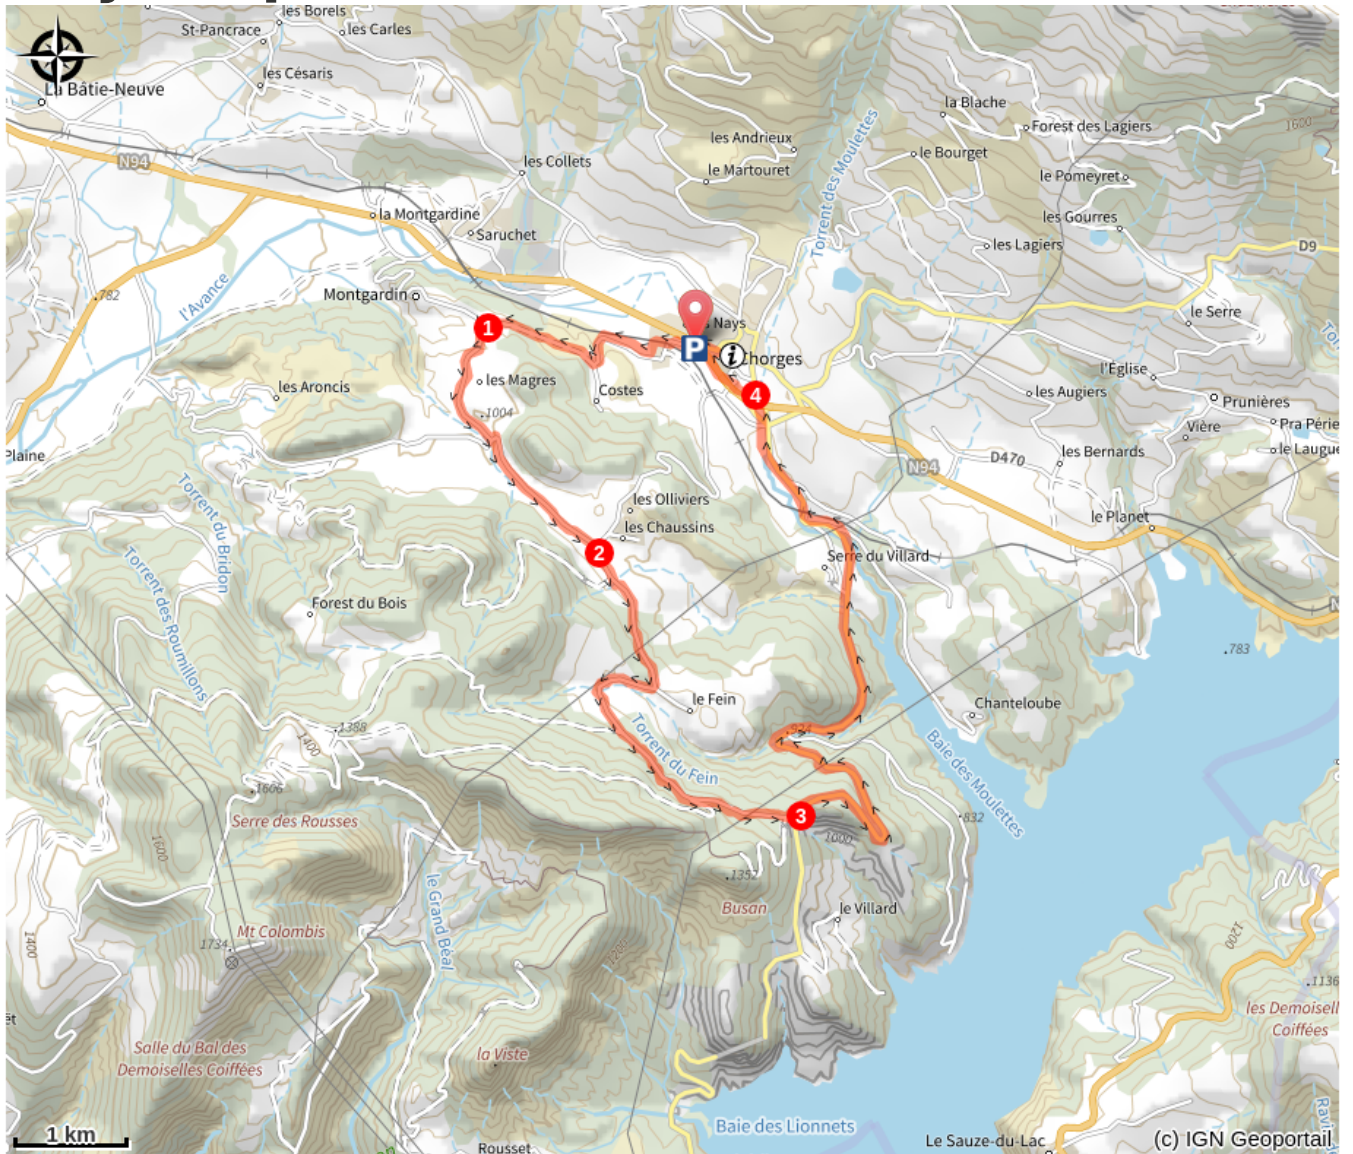 les Borels
St-Pancrace
les Carles
les Césaris
La Bâtie-Neuve
la Blache
Forest des Lagiers
1600
les Andrieux
Torrent des Moulettes
le Bourget
N94
les Collets
le Martouret
le Pomeyret
la Montgardine
les Gourres
Saruchet
les Lagiers
D9
l'Avance
.782
Montgardin
1
Nays
le Serre
P
i
Chorges
les Magres
les Aroncis
Costes
4
l'Église
les Augiers
Prunières
.1004
Vière
Pra Périe
Plaine
les Bernards
le Laugue
D470
N94
Torrent du Bridon
les Olliviers
les Chaussins
le Planet
2
Serre du Villard
Torrent des Roumillons
Forest du Bois
.783
le Fein
Chanteloube
.1388
.934
1400
Torrent du Fein
Baie des Moulettes
.1606
Serre des Rousses
3
.832
1600
1000
.1352
le Grand Béal
Busan
le Villard
Mt Colombis
1734
1400
1200
1200
.1136
les Demoisell
Coiffées
Salle du Bal des
Demoiselles Coiffées
la Viste
Baie des Lionnets
1 km
Rousset
Le Sauze-du-Lac
(c) IGN Geoportail